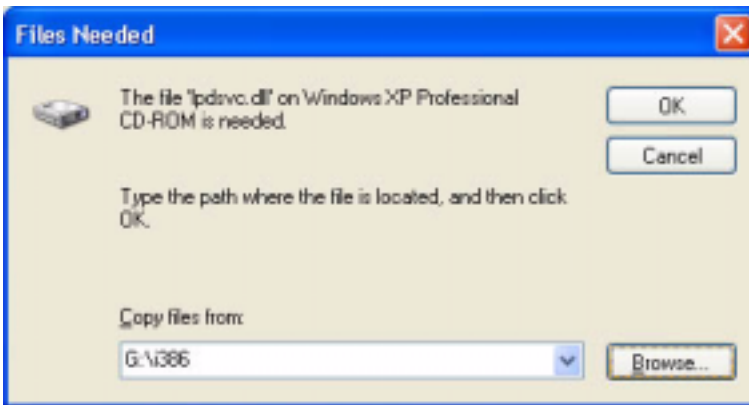 Files Needed
The file 'lpdsvc.dll' on Windows XP Professional
CD-ROM is needed.
OK
Cancel
Type the path where the file is located, and then click
OK.
Copy files from:
G:\i386
Browse...